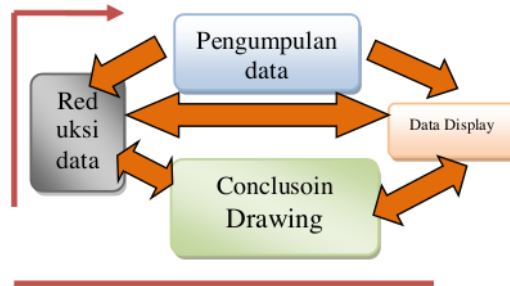 Pengumpulan
data
Red
uksi
data
Data Display
Conclusoin
Drawing